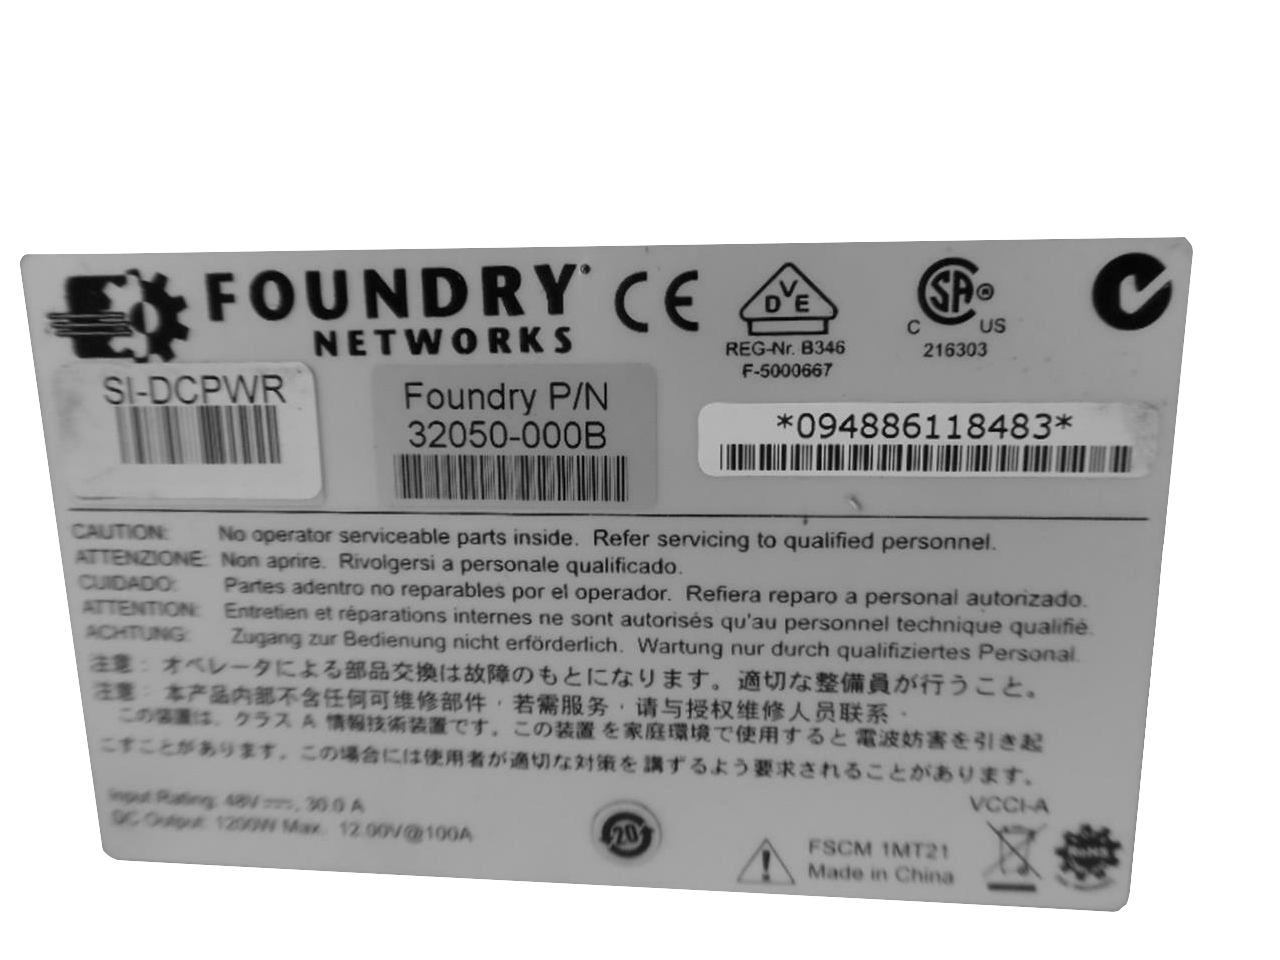 FOUNDRY
NETWORKS
CE
DVE
REG-Nr. B346
F-5000667
SA®
C US
216303
SI-DCPWR
Foundry P/N
32050-000B
*094886118483*
CAUTION: No operator serviceable parts inside. Refer servicing to qualified personnel.
ATTENZIONE: Non aprire. Rivolgersi a personale qualificado.
CUIDADO: Partes adentro no reparables por el operador. Refiera reparo a personal autorizado.
ATTENTION: Entretien et réparations internes ne sont autorisés qu'au personnel technique qualifié.
ACHTUNG: Zugang zur Bedienung nicht erförderlich. Wartung nur durch qualifiziertes Personal.
注意: オペレータによる部品交換は故障のもとになります。適切な整備員が行うこと。
注意: 本产品内部不含任何可维修部件，若需服务，请与授权维修人员联系.
この装置は、クラス A 情報技術装置です。この装置を家庭環境で使用すると電波妨害を引き起
こすことがあります。この場合には使用者が適切な対策を講ずるよう要求されることがあります。
VCCI-A
Input Rating: 48V, 30.0 A
DC Output: 1200W Max. 12.00V@100A
20
FSCM 1MT21
Made in China